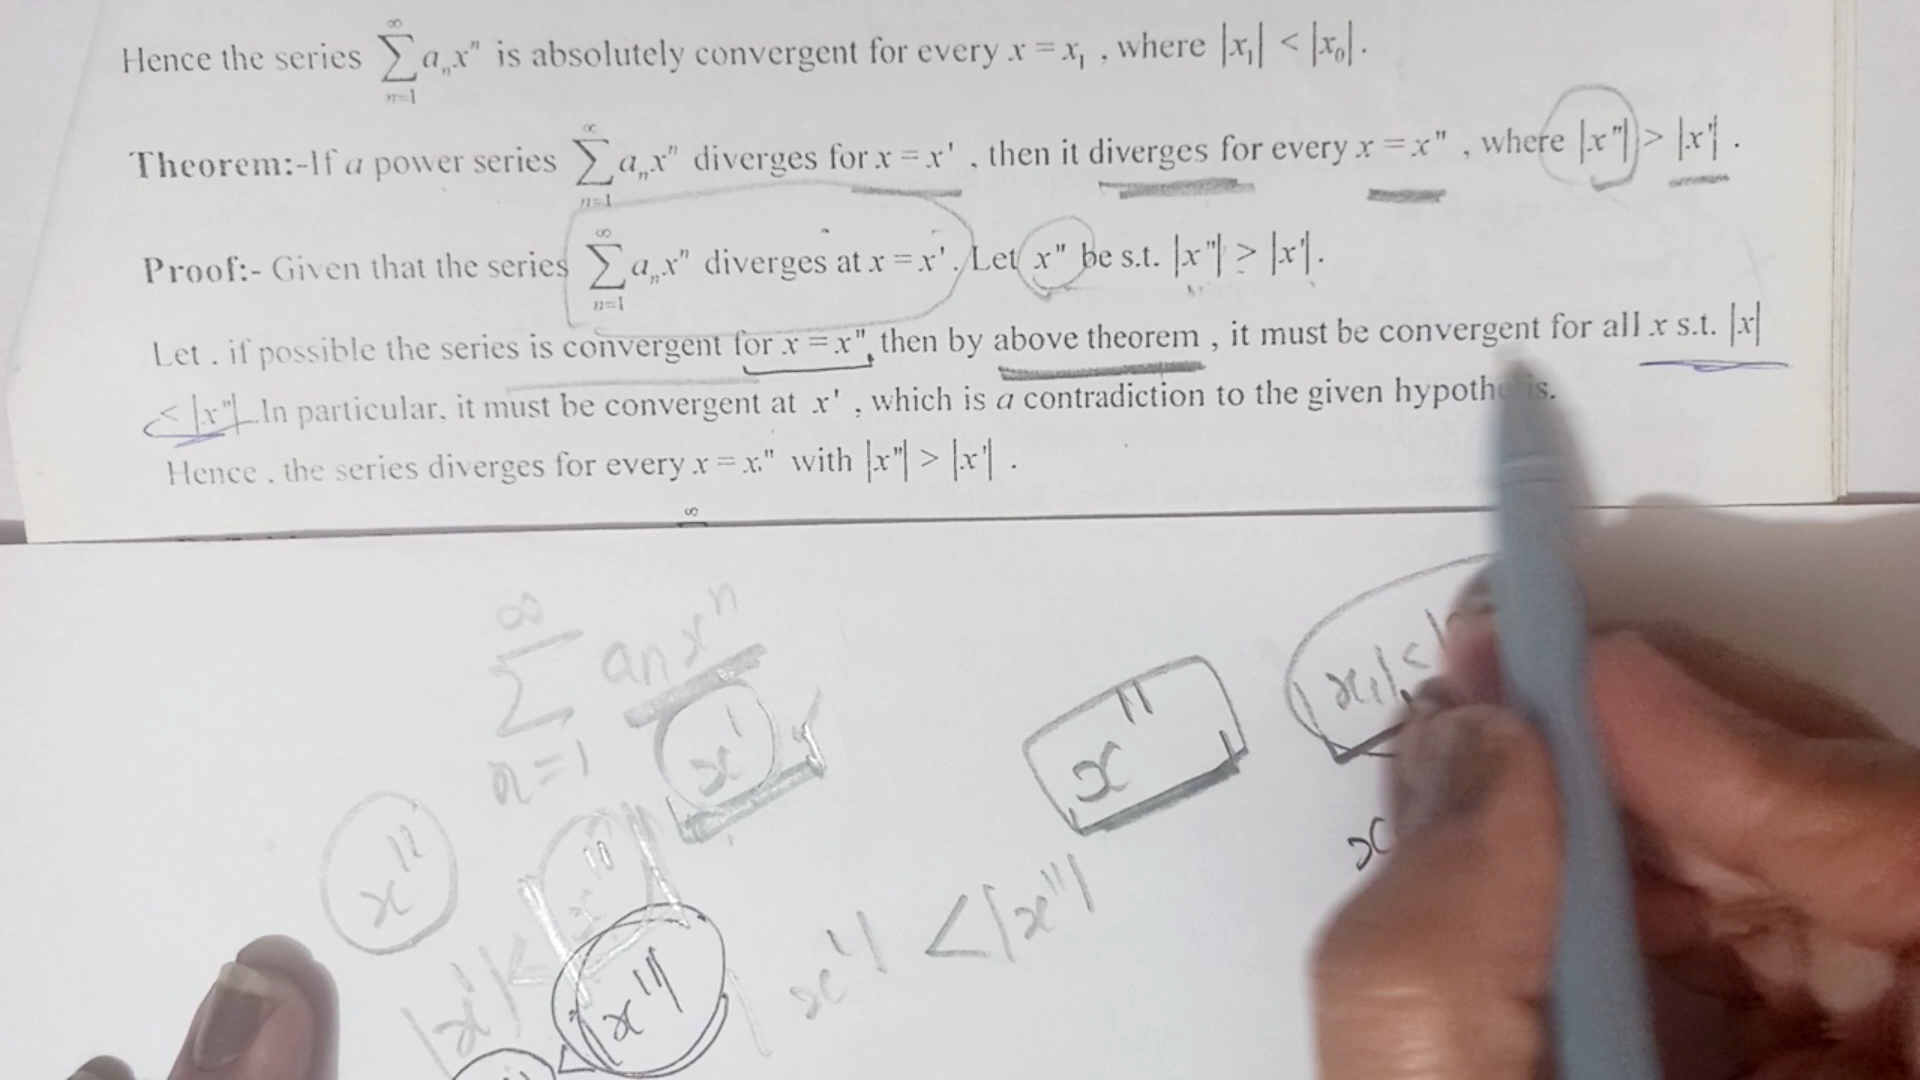 Hence the series ∑_{n=1}^{∞} a_n x^n is absolutely convergent for every x = x_1 , where |x_1| < |x_0|.
Theorem:-If a power series ∑_{n=1}^{∞} a_n x^n diverges for x = x' , then it diverges for every x = x" , where |x"| > |x'| .
Proof:- Given that the series ∑_{n=1}^{∞} a_n x^n diverges at x = x'. Let x" be s.t. |x"| > |x'|.
Let , if possible the series is convergent for x = x", then by above theorem , it must be convergent for all x s.t. |x|
< |x"|. In particular, it must be convergent at x' , which is a contradiction to the given
Hence , the series diverges for every x = x." with |x"| > |x'| .
∞
∑_{n=1}^{∞} a_n x^n
x'
x"
|x_1| <
x
x"
x"
|x'| <
x"
|x'| < |x"|